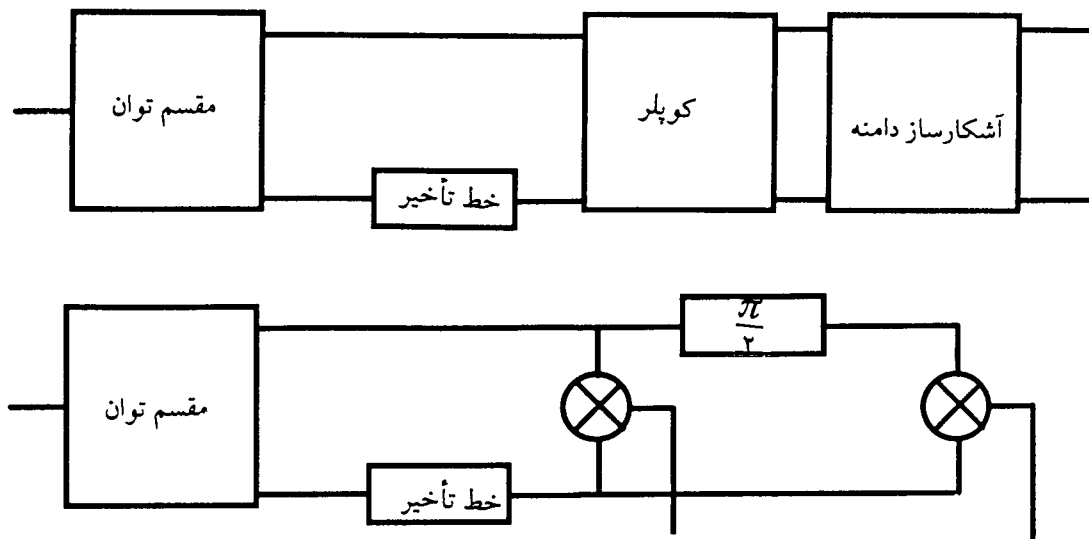 مقسم توان
کوپلر
آشکارساز دامنه
خط تأخیر
π
۲
مقسم توان
خط تأخیر